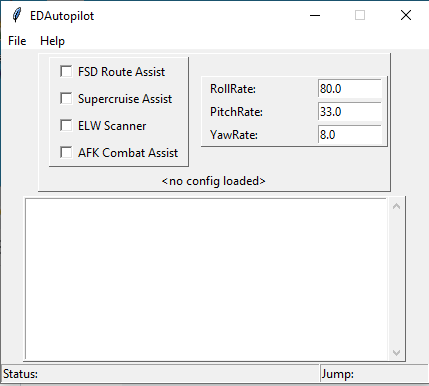 EDAutopilot
File Help
FSD Route Assist
Supercruise Assist
ELW Scanner
AFK Combat Assist
RollRate: 80.0
PitchRate: 33.0
YawRate: 8.0
<no config loaded>
Status: Jump: